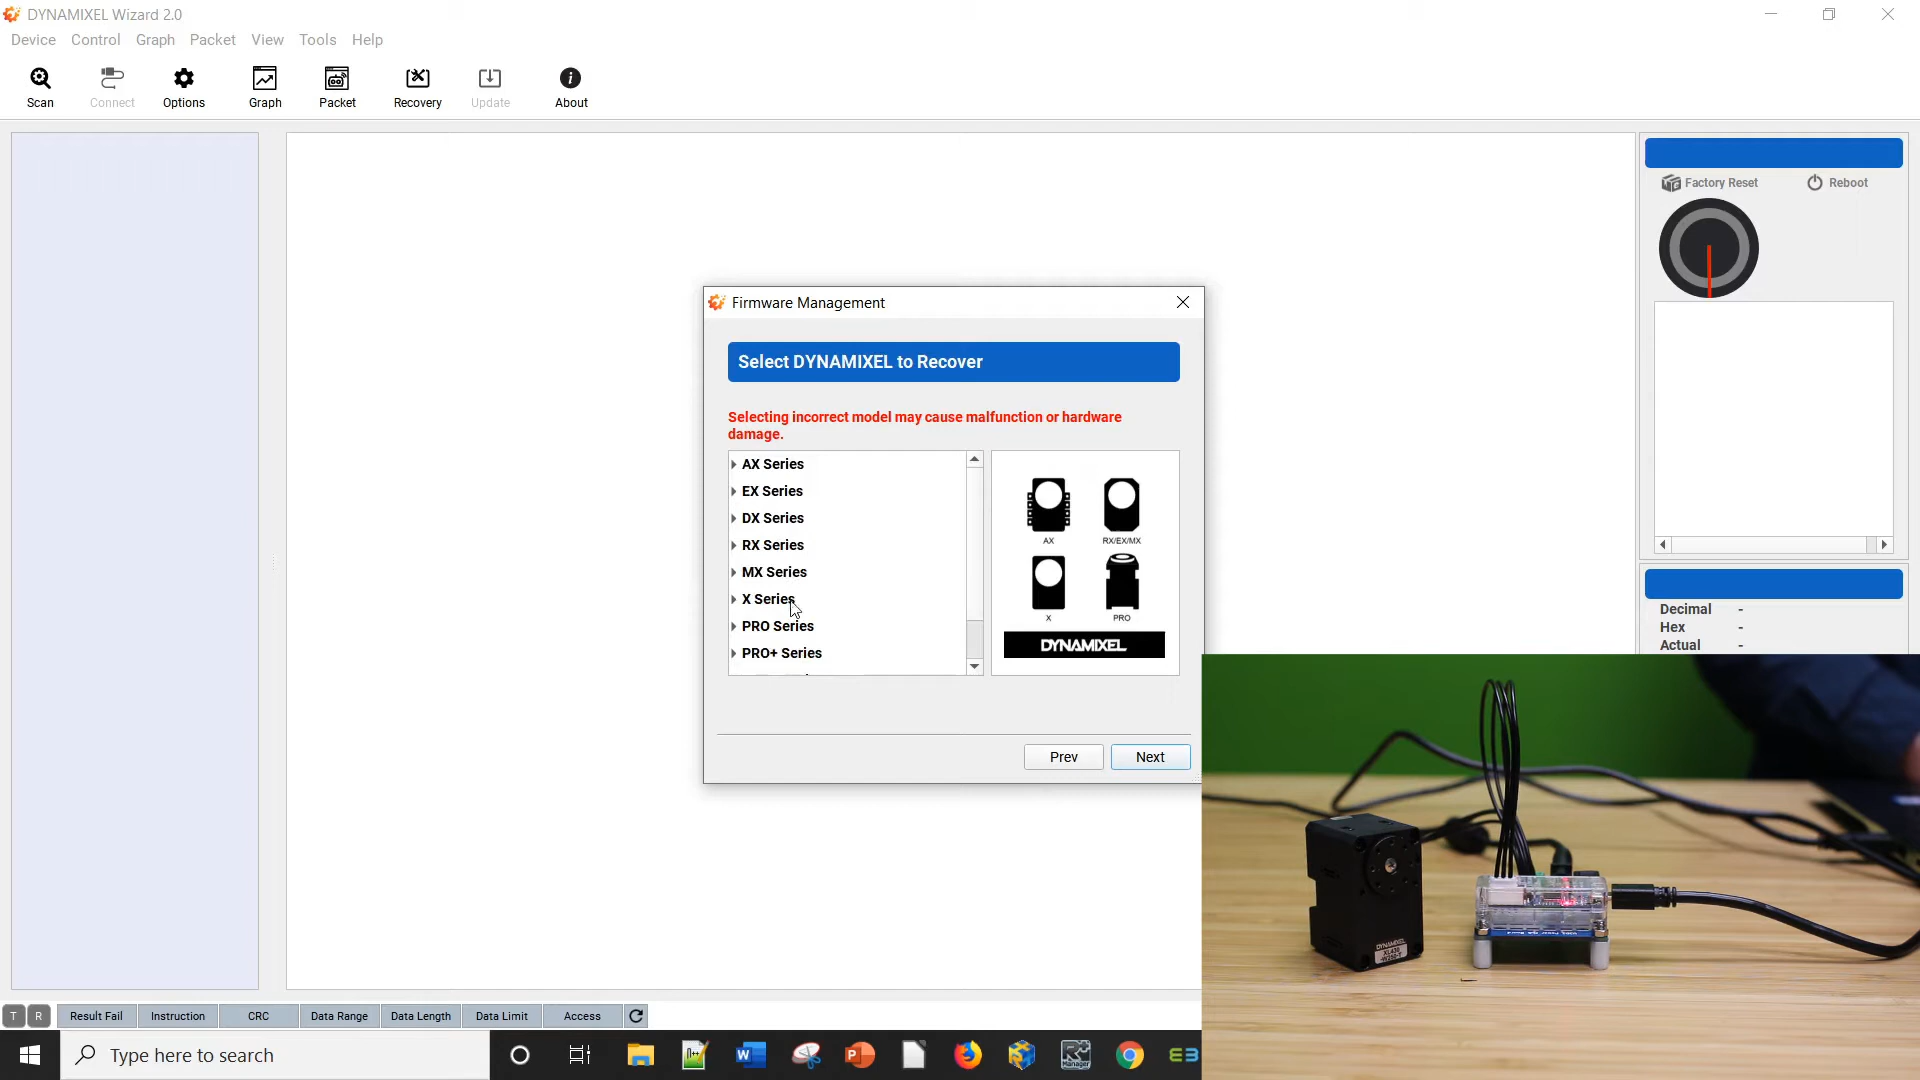 DYNAMIXEL Wizard 2.0
Device Control Graph Packet View Tools Help
Scan Connect Options Graph Packet Recovery Update About
Factory Reset Reboot
Firmware Management
Select DYNAMIXEL to Recover
Selecting incorrect model may cause malfunction or hardware
damage.
AX Series
EX Series
DX Series
RX Series
MX Series
X Series
PRO Series
PRO+ Series
AX RX/EX/MX
X PRO
DYNAMIXEL
Prev Next
Decimal -
Hex -
Actual -
DYNAMIXEL
T R Result Fail Instruction CRC Data Range Data Length Data Limit Access
Type here to search